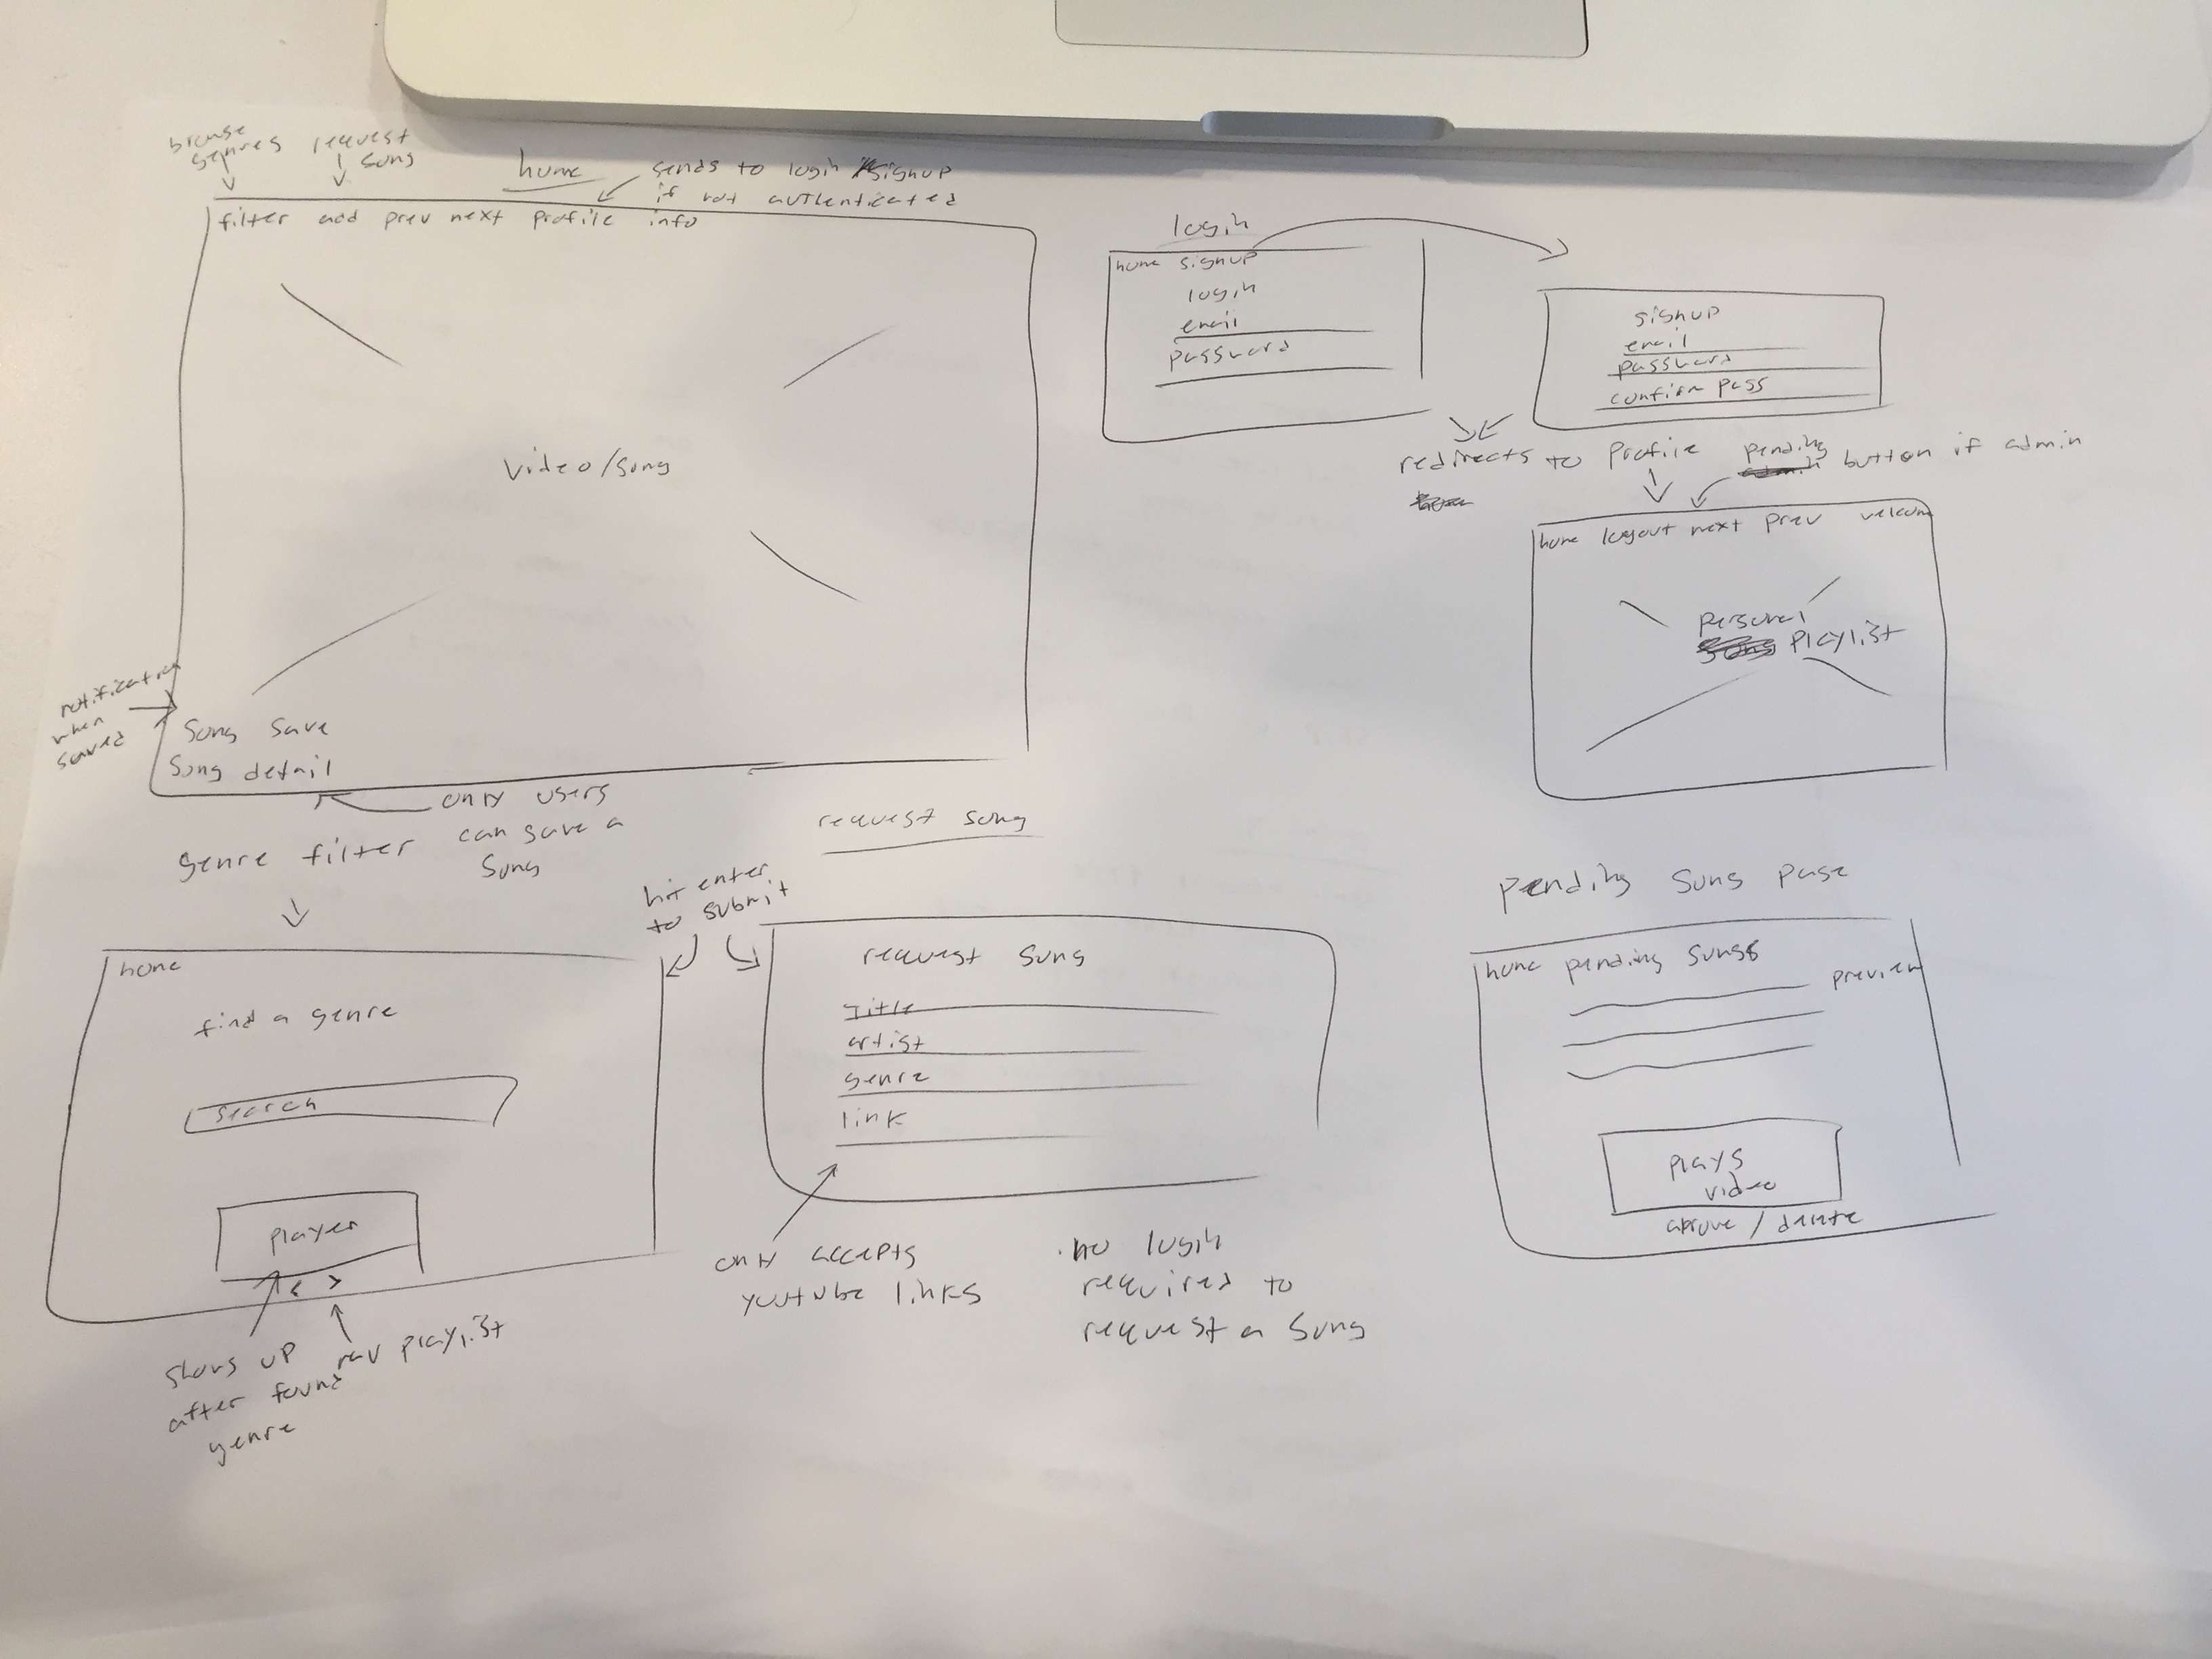 browse
genres
request
song
home
sends to login / signup
if not authenticated
filter add prev next profile info
video/song
notification
when
saved
song save
song detail
only users
can save a
song
login
home signup
login
email
password
signup
email
password
confirm pass
redirects to profile
pending button if admin
home logout next prev welcom
personal
playlist
genre filter
home
find a genre
search
player
< >
shows up
after found
genre
nav playlist
hit enter
to submit
request song
request song
title
artist
genre
link
only accepts
youtube links
no login
required to
request a song
pending song page
home pending songs
preview
plays
video
aprove / delete